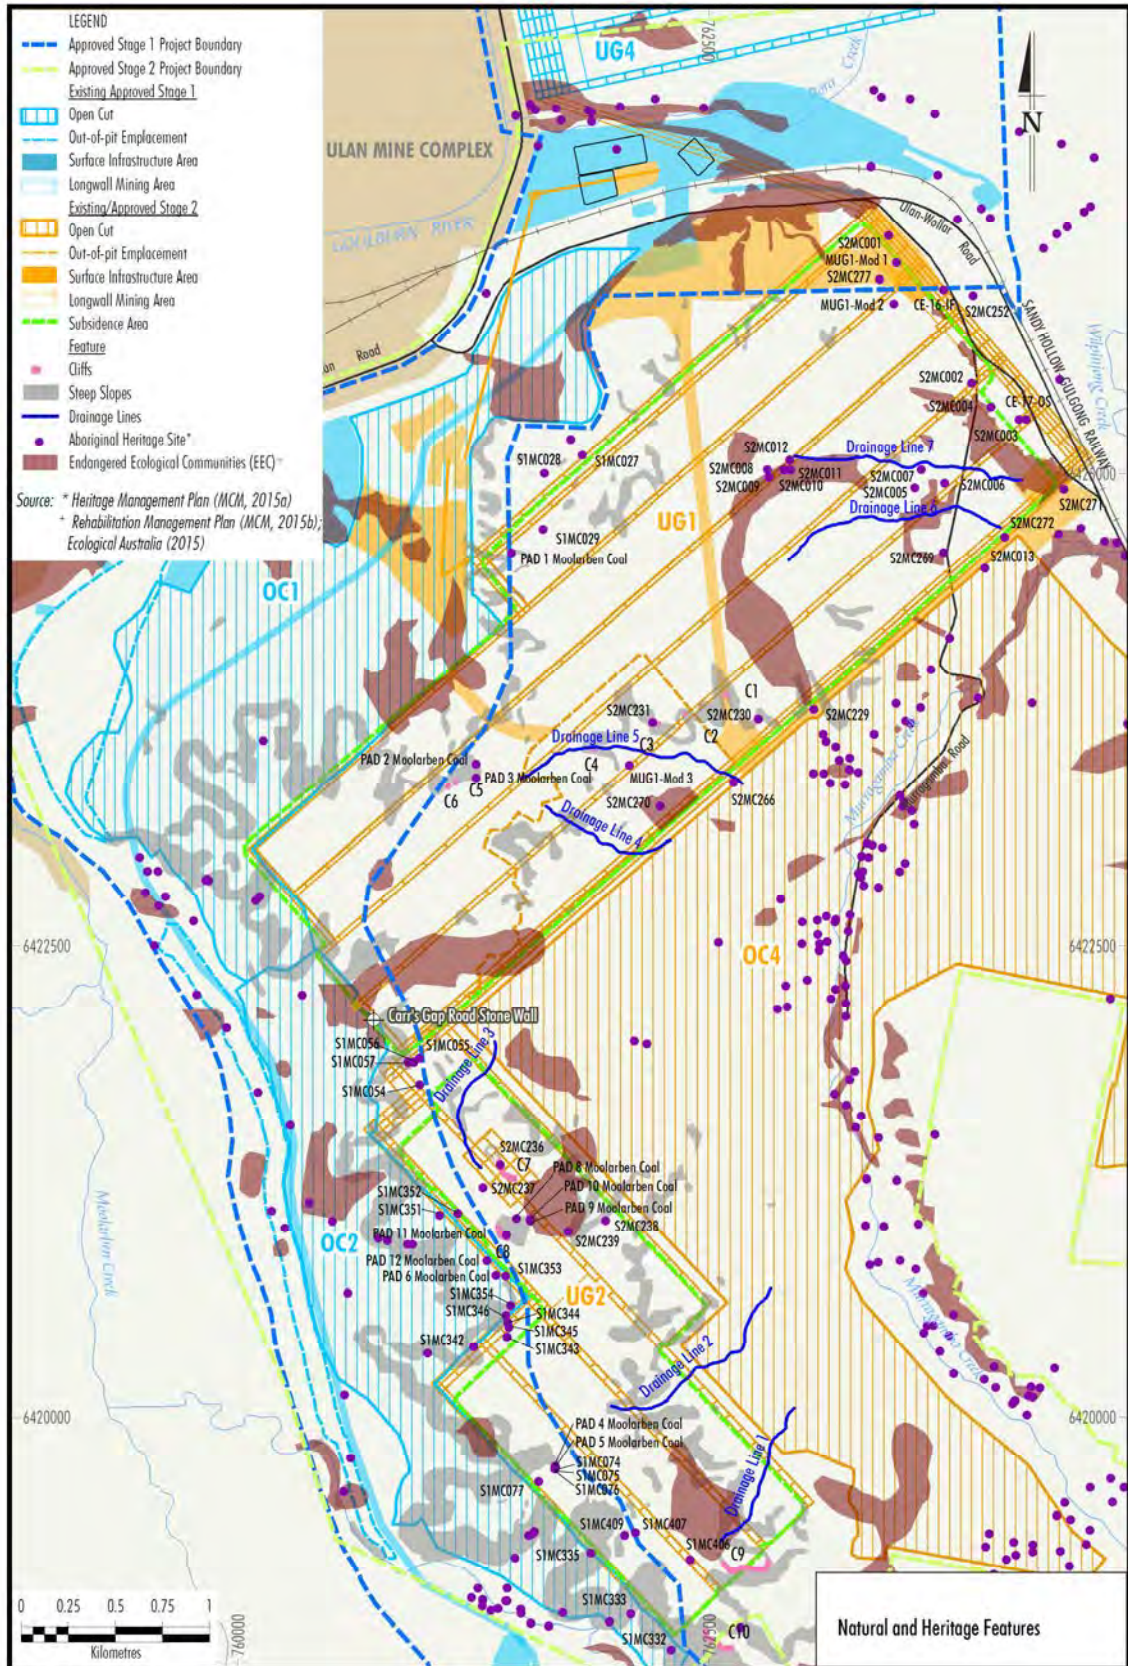 LEGEND
Approved Stage 1 Project Boundary
Approved Stage 2 Project Boundary
Existing Approved Stage 1
Open Cut
Out-of-pit Emplacement
Surface Infrastructure Area
Longwall Mining Area
Existing/Approved Stage 2
Open Cut
Out-of-pit Emplacement
Surface Infrastructure Area
Longwall Mining Area
Subsidence Area
Feature
Cliffs
Steep Slopes
Drainage Lines
Aboriginal Heritage Site*
Endangered Ecological Communities (EEC)+
Source: * Heritage Management Plan (MCM, 2015a)
+ Rehabilitation Management Plan (MCM, 2015b);
Ecological Australia (2015)
UG4
762500
Creek
N
ULAN MINE COMPLEX
GOULBURN RIVER
Ulan-Wollar Road
S2MC001
MUG1-Mod 1
S2MC277
MUG1-Mod 2
CE-16-IF
S2MC252
SANDY HOLLOW GULGONG RAILWAY
Wilpinjong Creek
Road
S2MC002
S2MC004
CE-17-OS
S2MC003
S1MC028
S1MC027
S2MC012
Drainage Line 7
S2MC008
S2MC011
S2MC007
S2MC009
S2MC010
S2MC005
S2MC006
S2MC271
UG1
Drainage Line 6
S1MC029
S2MC272
PAD 1 Moolarben Coal
S2MC269
S2MC013
OC1
C1
S2MC231
S2MC230
S2MC229
Drainage Line 5
C3
C2
PAD 2 Moolarben Coal
C4
PAD 3 Moolarben Coal
MUG1-Mod 3
C6
C5
S2MC270
S2MC266
Drainage Line 4
Murragamba Creek
Murragamba Road
6422500
OC4
6422500
Carr's Gap Road Stone Wall
S1MC056
S1MC055
S1MC057
Drainage Line 3
S1MC054
S2MC236
C7
PAD 8 Moolarben Coal
PAD 10 Moolarben Coal
S1MC352
S2MC237
PAD 9 Moolarben Coal
S1MC351
S2MC238
PAD 11 Moolarben Coal
S2MC239
OC2
C8
PAD 12 Moolarben Coal
S1MC353
PAD 6 Moolarben Coal
UG2
S1MC354
S1MC346
S1MC344
S1MC345
S1MC342
S1MC343
Moolarben Creek
Murragamba Creek
Drainage Line 2
6420000
6420000
PAD 4 Moolarben Coal
PAD 5 Moolarben Coal
S1MC074
S1MC075
S1MC077
S1MC076
Drainage Line 1
S1MC409
S1MC407
S1MC406
S1MC335
C9
S1MC333
C10
S1MC332
0 0.25 0.5 0.75 1
Kilometres
760000
Natural and Heritage Features